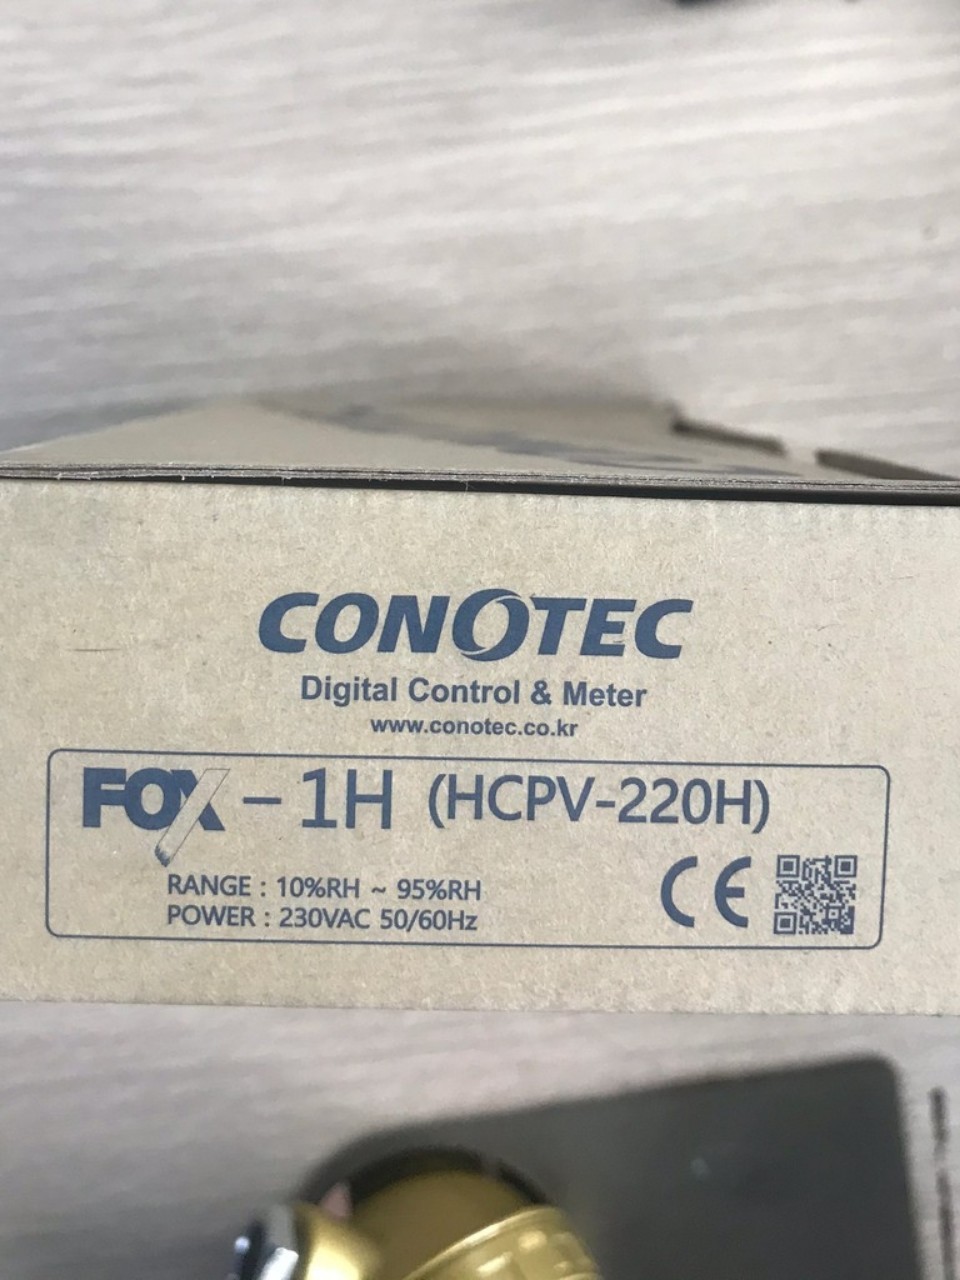 CONOTEC
Digital Control & Meter
www.conotec.co.kr
FOX - 1H (HCPV-220H)
RANGE : 10%RH ~ 95%RH
POWER : 230VAC 50/60Hz
CE